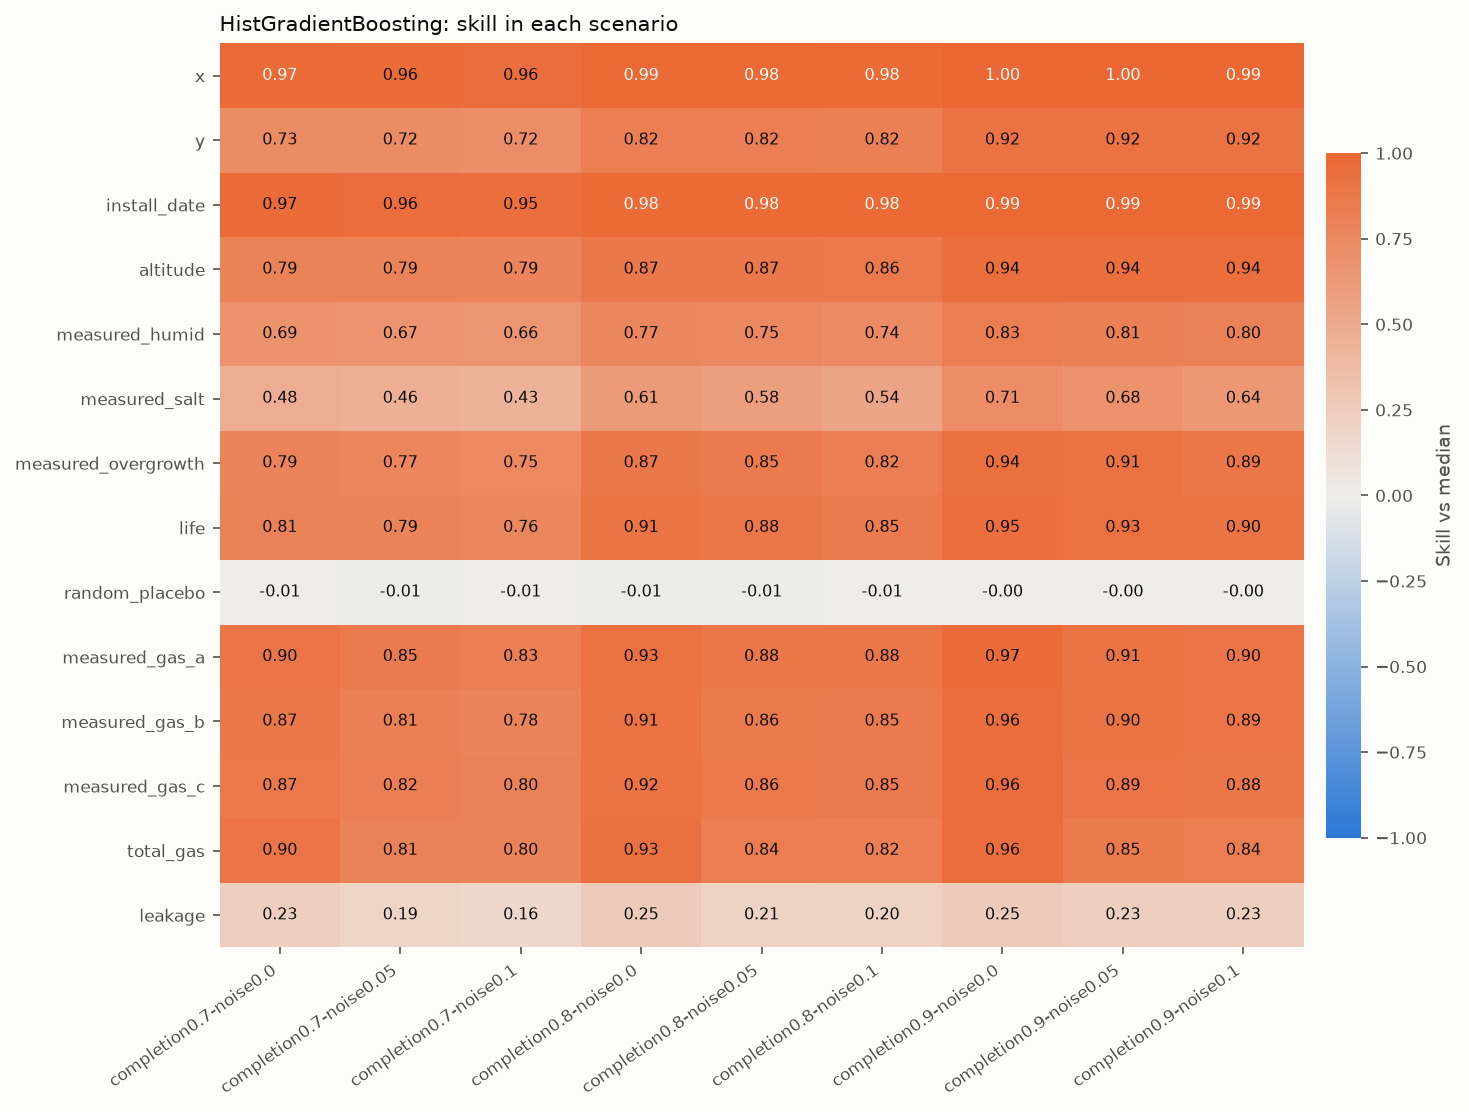 HistGradientBoosting: skill in each scenario
x 0.97 0.96 0.96 0.99 0.98 0.98 1.00 1.00 0.99
y 0.73 0.72 0.72 0.82 0.82 0.82 0.92 0.92 0.92
install_date 0.97 0.96 0.95 0.98 0.98 0.98 0.99 0.99 0.99
altitude 0.79 0.79 0.79 0.87 0.87 0.86 0.94 0.94 0.94
measured_humid 0.69 0.67 0.66 0.77 0.75 0.74 0.83 0.81 0.80
measured_salt 0.48 0.46 0.43 0.61 0.58 0.54 0.71 0.68 0.64
measured_overgrowth 0.79 0.77 0.75 0.87 0.85 0.82 0.94 0.91 0.89
life 0.81 0.79 0.76 0.91 0.88 0.85 0.95 0.93 0.90
random_placebo -0.01 -0.01 -0.01 -0.01 -0.01 -0.01 -0.00 -0.00 -0.00
measured_gas_a 0.90 0.85 0.83 0.93 0.88 0.88 0.97 0.91 0.90
measured_gas_b 0.87 0.81 0.78 0.91 0.86 0.85 0.96 0.90 0.89
measured_gas_c 0.87 0.82 0.80 0.92 0.86 0.85 0.96 0.89 0.88
total_gas 0.90 0.81 0.80 0.93 0.84 0.82 0.96 0.85 0.84
leakage 0.23 0.19 0.16 0.25 0.21 0.20 0.25 0.23 0.23
completion0.7-noise0.0
completion0.7-noise0.05
completion0.7-noise0.1
completion0.8-noise0.0
completion0.8-noise0.05
completion0.8-noise0.1
completion0.9-noise0.0
completion0.9-noise0.05
completion0.9-noise0.1
1.00
0.75
0.50
0.25
0.00
−0.25
−0.50
−0.75
−1.00
Skill vs median